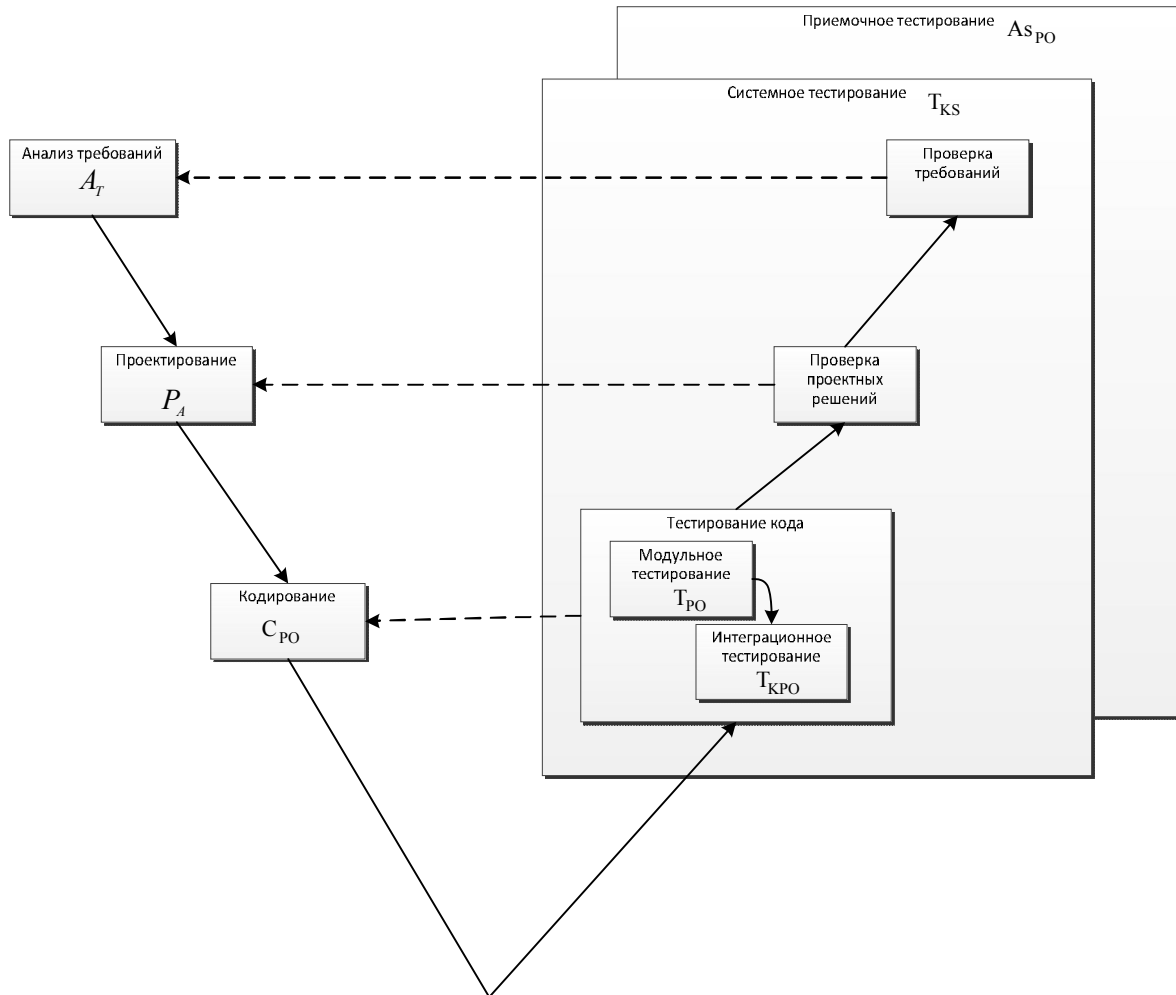 Приемочное тестирование As_PO
Системное тестирование T_KS
Анализ требований
A_T
Проверка
требований
Проектирование
P_A
Проверка
проектных
решений
Тестирование кода
Модульное
тестирование
T_PO
Кодирование
C_PO
Интеграционное
тестирование
T_KPO